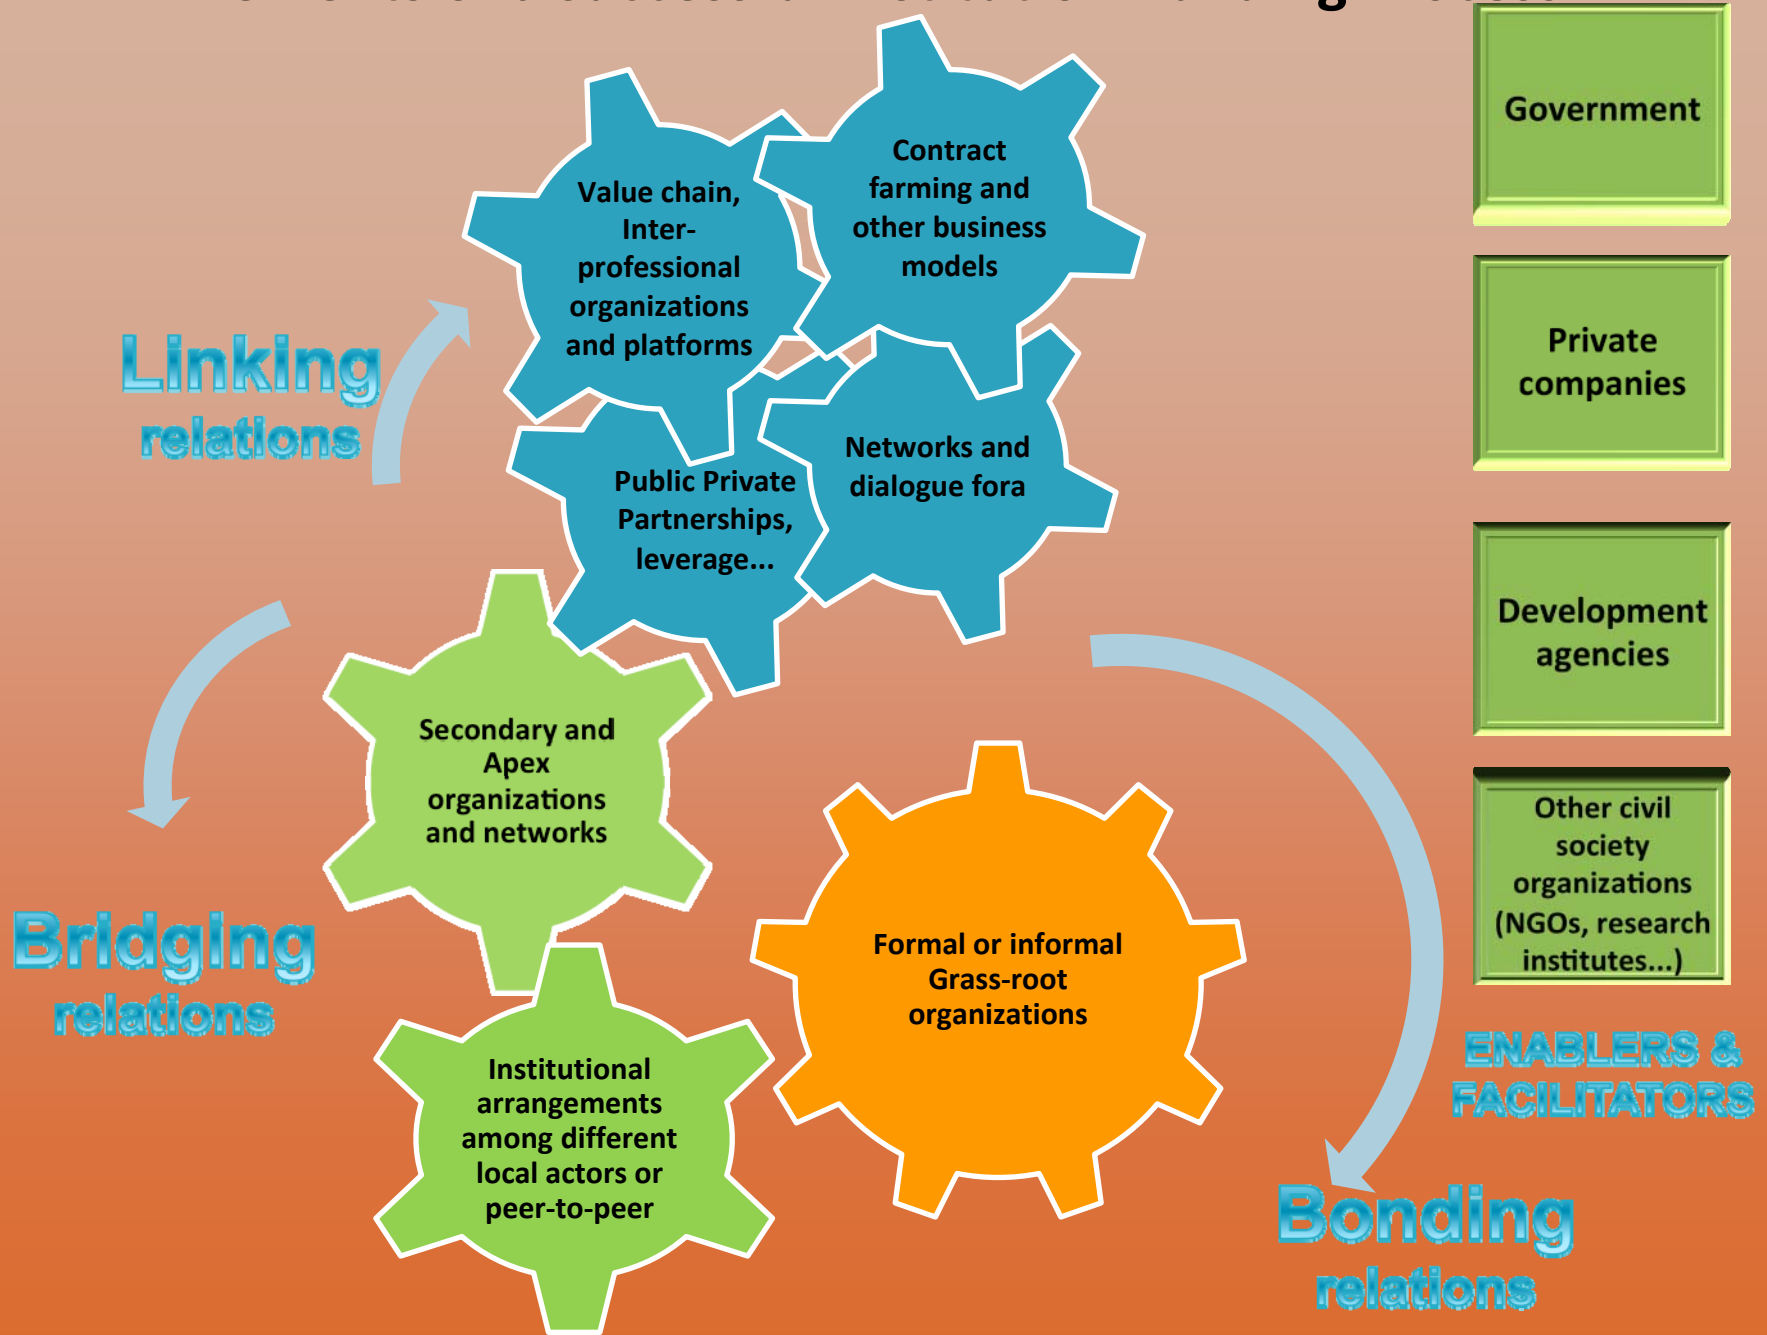 Value chain,
Inter-
professional
organizations
and platforms
Contract
farming and
other business
models
Public Private
Partnerships,
leverage...
Networks and
dialogue fora
Linking
relations
Secondary and
Apex
organizations
and networks
Bridging
relations
Institutional
arrangements
among different
local actors or
peer-to-peer
Formal or informal
Grass-root
organizations
Bonding
relations
Government
Private
companies
Development
agencies
Other civil
society
organizations
(NGOs, research
institutes...)
ENABLERS &
FACILITATORS